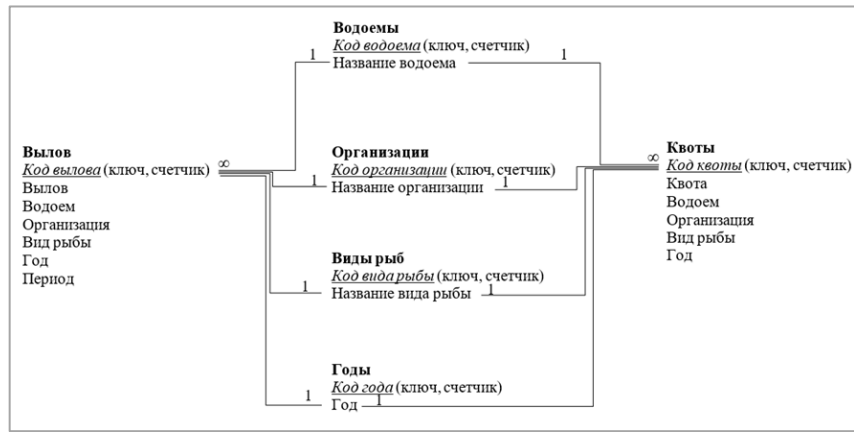 Водоемы
Код водоема (ключ, счетчик)
1 Название водоема 1
Вылов
∞
Код вылова (ключ, счетчик)
Вылов
Водоем
Организация
Вид рыбы
Год
Период
Организации
Код организации (ключ, счетчик)
1 Название организации 1
Виды рыб
Код вида рыбы (ключ, счетчик)
1 Название вида рыбы 1
Годы
Код года (ключ, счетчик)
1 Год 1
Квоты
∞
Код квоты (ключ, счетчик)
Квота
Водоем
Организация
Вид рыбы
Год